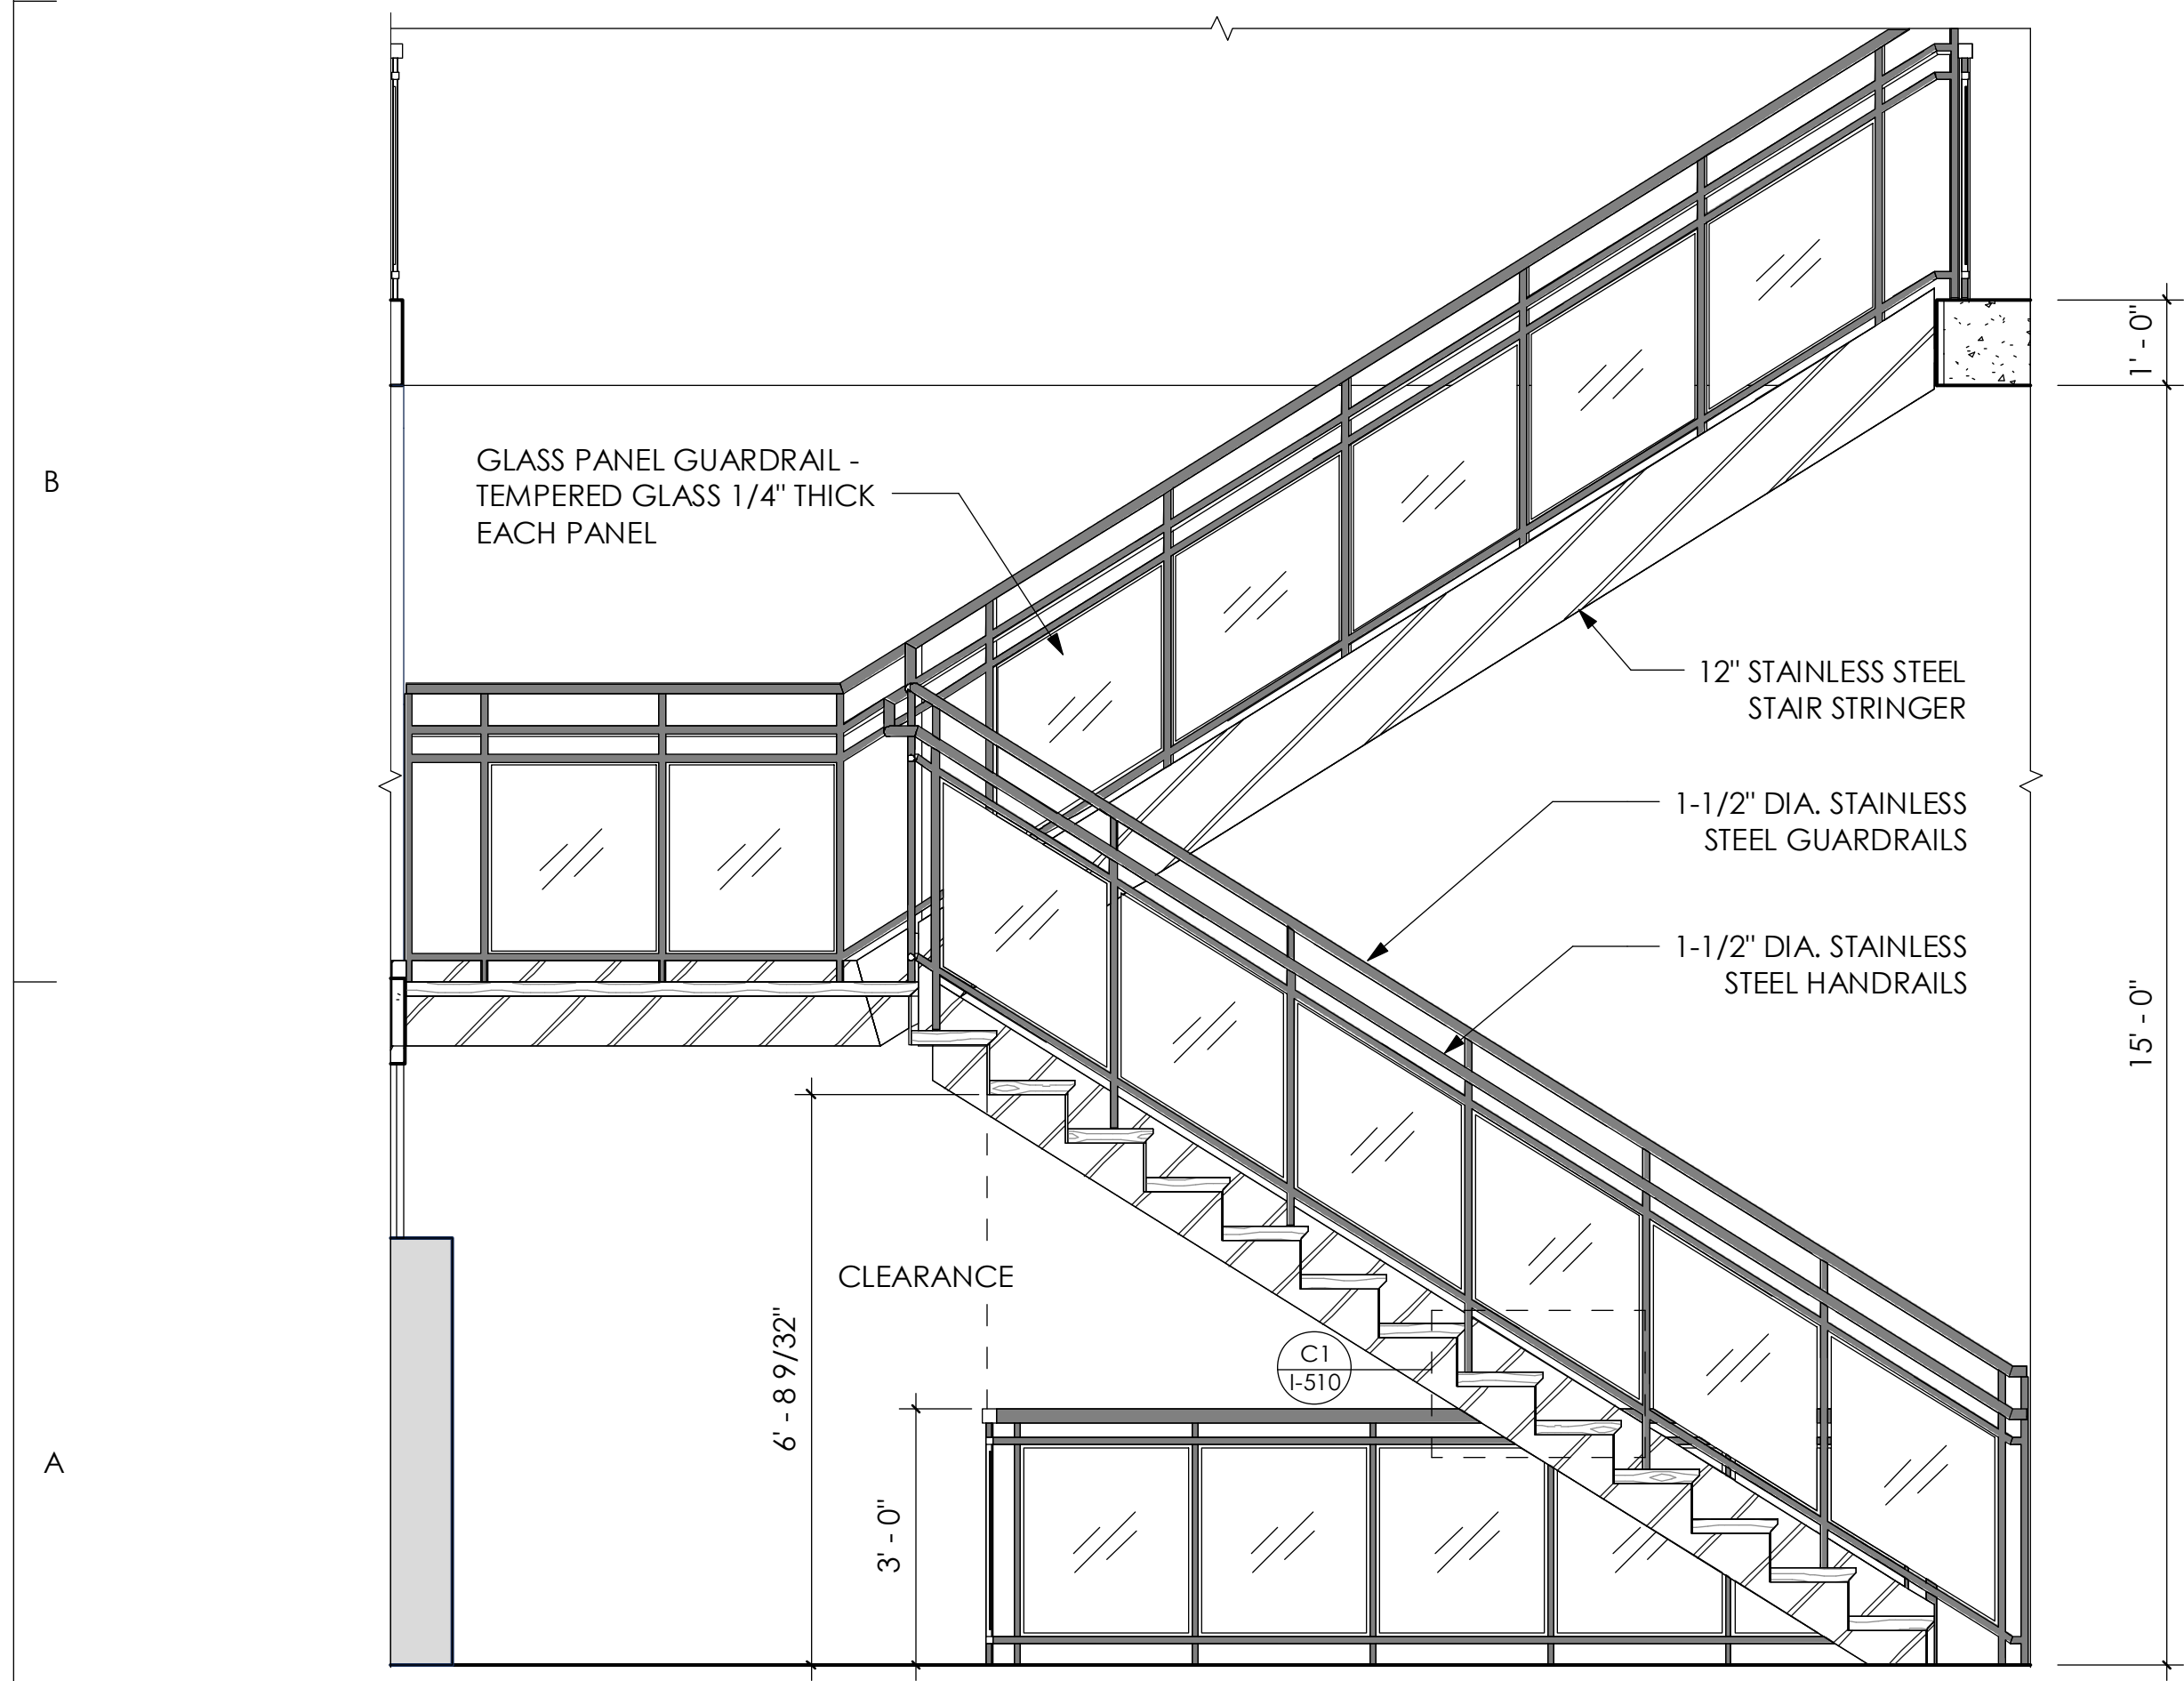 B
A
GLASS PANEL GUARDRAIL -
TEMPERED GLASS 1/4" THICK
EACH PANEL
1' - 0"
12" STAINLESS STEEL
STAIR STRINGER
1-1/2" DIA. STAINLESS
STEEL GUARDRAILS
1-1/2" DIA. STAINLESS
STEEL HANDRAILS
15' - 0"
CLEARANCE
6' - 8 9/32"
C1
I-510
3' - 0"